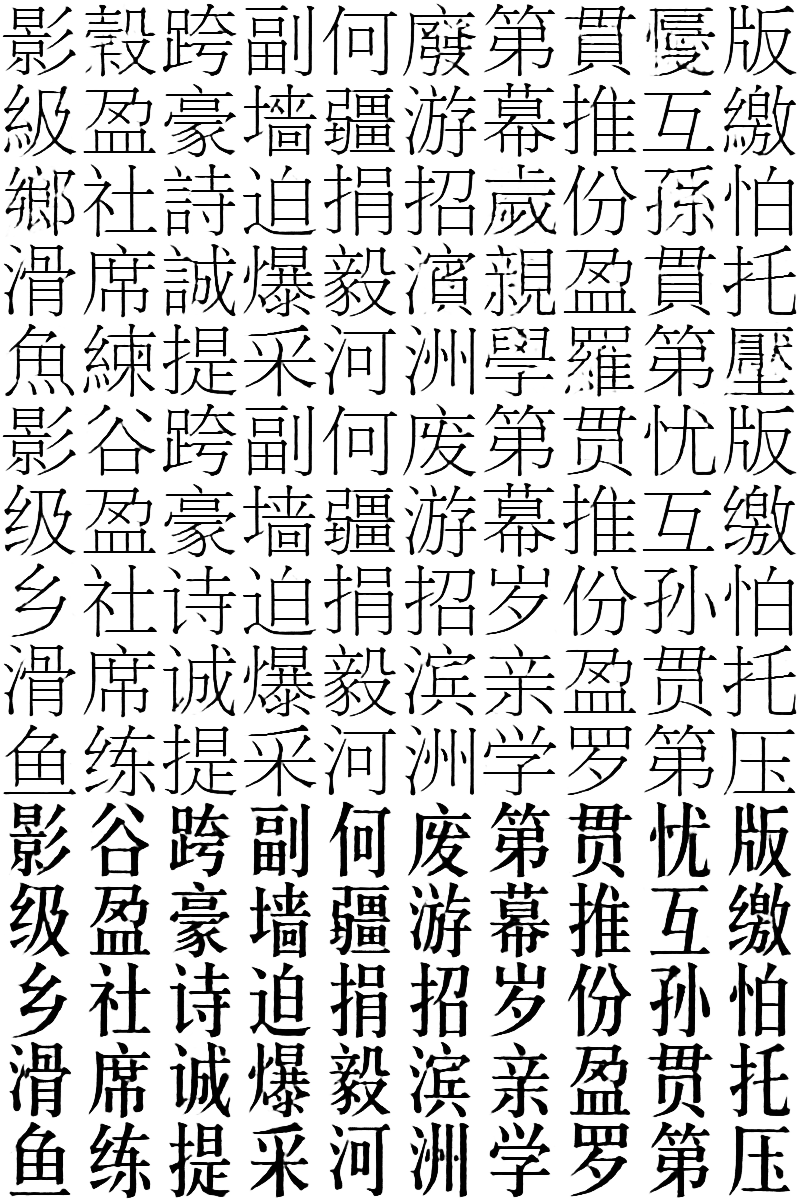 影穀跨副何廢第貫憂版
級盈豪墻疆游幕推互繳
鄉社詩迫捐招歲份孫怕
滑席誠爆毅濱親盈貫托
魚練提采河洲學羅第壓
影谷跨副何废第贯忧版
级盈豪墙疆游幕推互缴
乡社诗迫捐招岁份孙怕
滑席诚爆毅滨亲盈贯托
鱼练提采河洲学罗第压
影谷跨副何废第贯忧版
级盈豪墙疆游幕推互缴
乡社诗迫捐招岁份孙怕
滑席诚爆毅滨亲盈贯托
鱼练提采河洲学罗第压